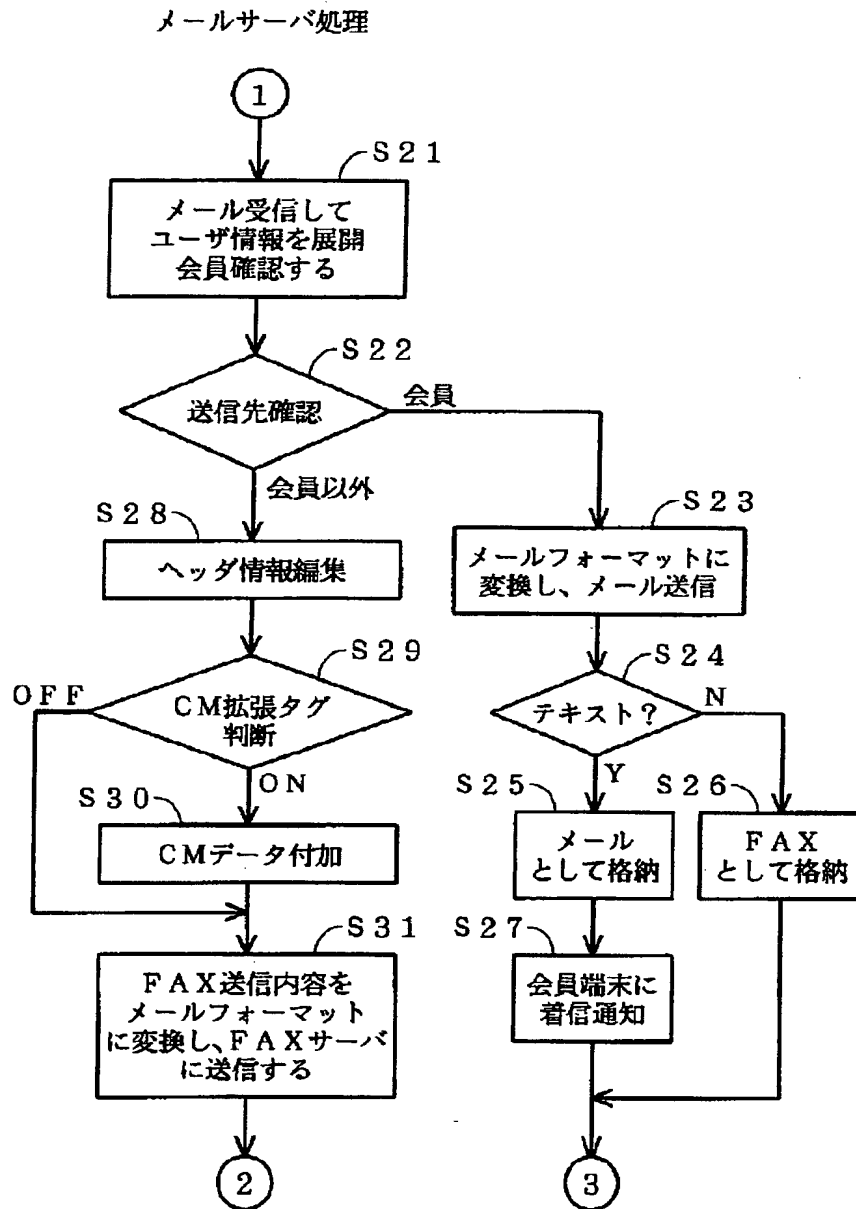 メールサーバ処理
1
S21
メール受信して
ユーザ情報を展開
会員確認する
S22
送信先確認
会員
会員以外
S28
ヘッダ情報編集
S29
OFF
CM拡張タグ
判断
ON
S30
CMデータ付加
S31
FAX送信内容を
メールフォーマット
に変換し、FAXサーバ
に送信する
2
S23
メールフォーマットに
変換し、メール送信
S24
テキスト?
N
Y
S25
メール
として格納
S26
FAX
として格納
S27
会員端末に
着信通知
3